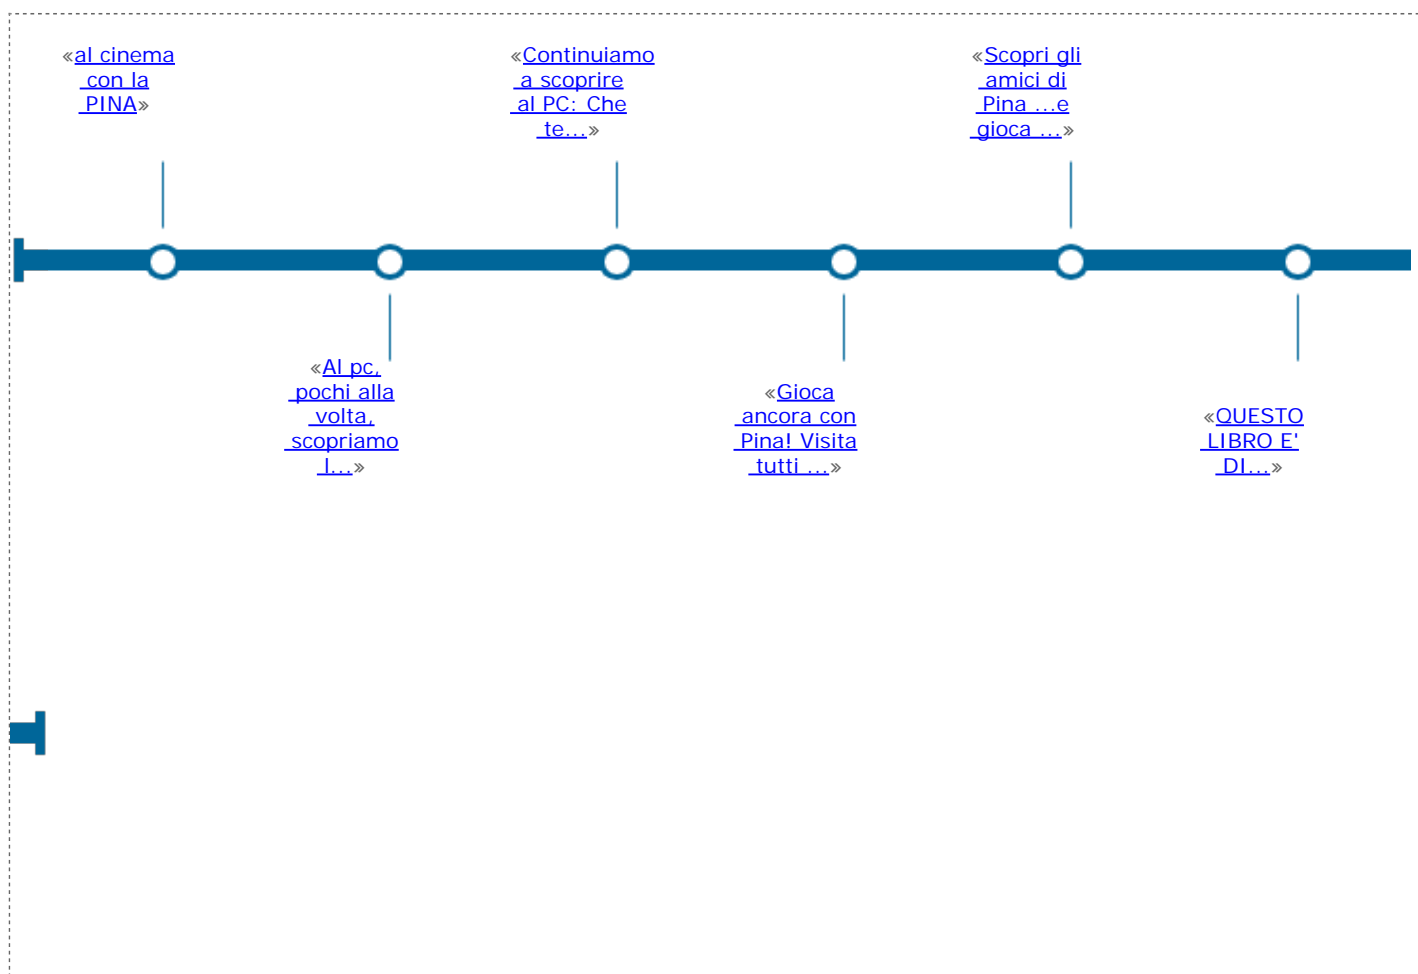 «al cinema
con la
PINA»
«Al pc,
pochi alla
volta,
scopriamo
l...»
«Continuiamo
a scoprire
al PC: Che
te...»
«Gioca
ancora con
Pina! Visita
tutti ...»
«Scopri gli
amici di
Pina ...e
gioca ...»
«QUESTO
LIBRO E'
DI...»